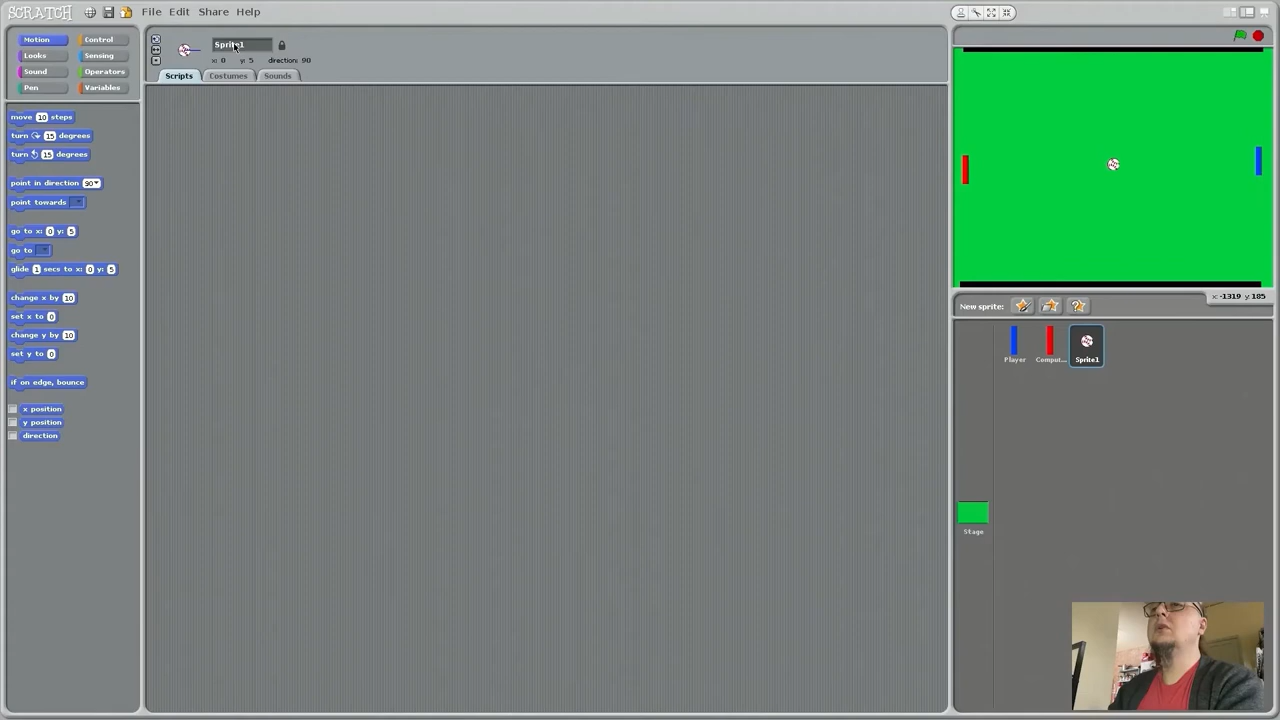 SCRATCH File Edit Share Help
Motion Control
Looks Sensing
Sound Operators
Pen Variables
Sprite1
x: 0 y: 5 direction: 90
Scripts Costumes Sounds
move 10 steps
turn 15 degrees
turn 15 degrees
point in direction 90
point towards
go to x: 0 y: 5
go to
glide 1 secs to x: 0 y: 5
change x by 10
set x to 0
change y by 10
set y to 0
if on edge, bounce
x position
y position
direction
x: -1319 y: 185
New sprite:
Player Comput... Sprite1
Stage